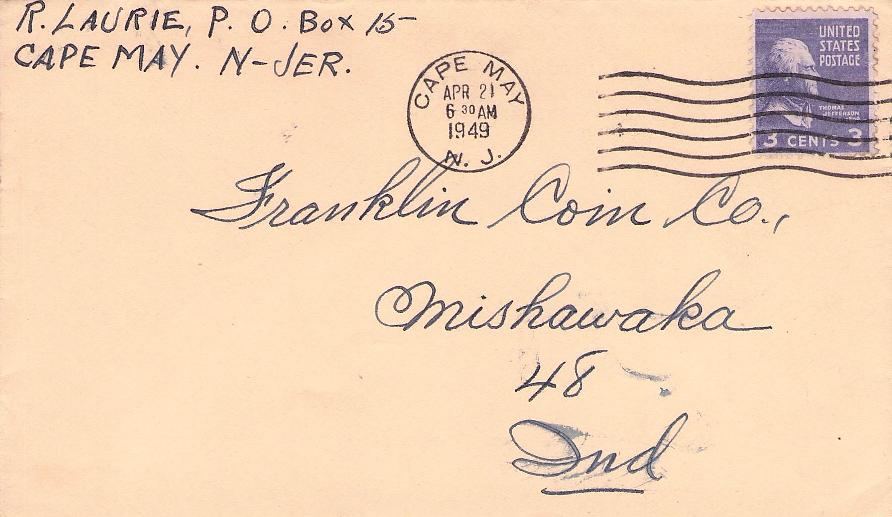 R. LAURIE, P. O. Box 15-
CAPE MAY. N-JER.
CAPE MAY
APR 21
6 30 AM
1949
N. J.
UNITED
STATES
POSTAGE
THOMAS
JEFFERSON
3 CENTS 3
Franklin Coin Co.,
Mishawaka
48
Ind